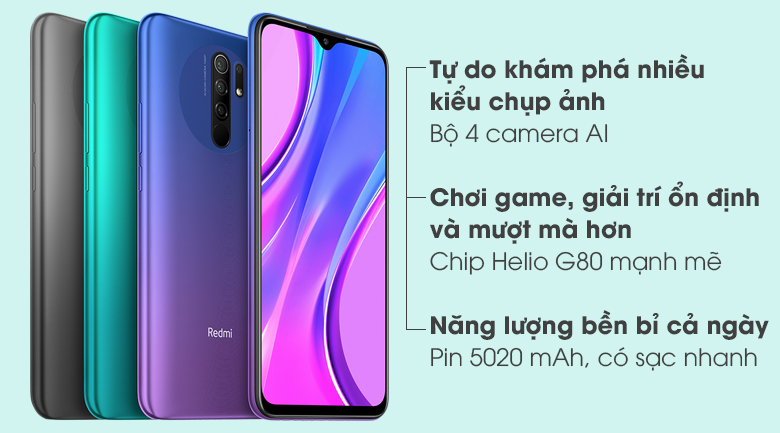 Tự do khám phá nhiều
kiểu chụp ảnh
Bộ 4 camera AI
Chơi game, giải trí ổn định
và mượt mà hơn
Chip Helio G80 mạnh mẽ
Năng lượng bền bỉ cả ngày
Pin 5020 mAh, có sạc nhanh
Redmi